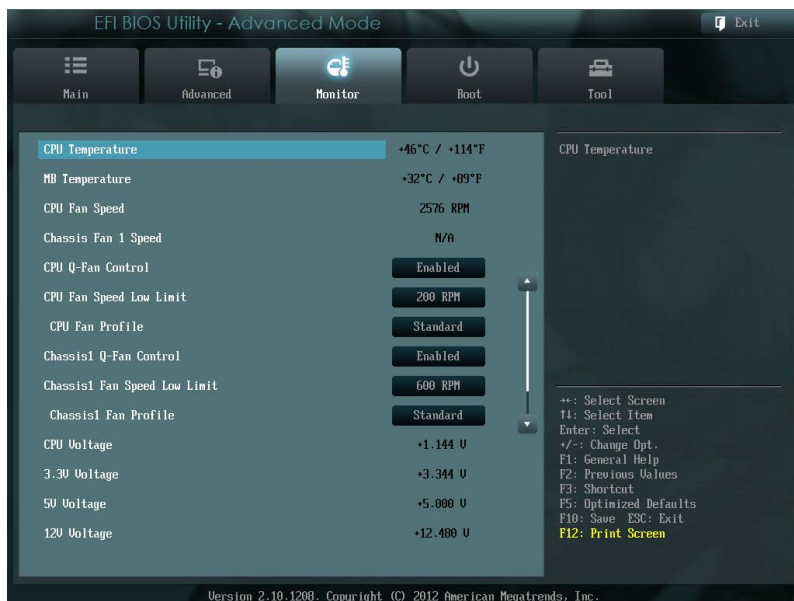 EFI BIOS Utility - Advanced Mode
Exit
Main Advanced Monitor Boot Tool
CPU Temperature +46°C / +114°F
MB Temperature +32°C / +89°F
CPU Fan Speed 2576 RPM
Chassis Fan 1 Speed N/A
CPU Q-Fan Control Enabled
CPU Fan Speed Low Limit 200 RPM
CPU Fan Profile Standard
Chassis1 Q-Fan Control Enabled
Chassis1 Fan Speed Low Limit 600 RPM
Chassis1 Fan Profile Standard
CPU Voltage +1.144 V
3.3V Voltage +3.344 V
5V Voltage +5.000 V
12V Voltage +12.480 V
CPU Temperature
→←: Select Screen
↑↓: Select Item
Enter: Select
+/-: Change Opt.
F1: General Help
F2: Previous Values
F3: Shortcut
F5: Optimized Defaults
F10: Save ESC: Exit
F12: Print Screen
Version 2.10.1208. Copyright (C) 2012 American Megatrends, Inc.